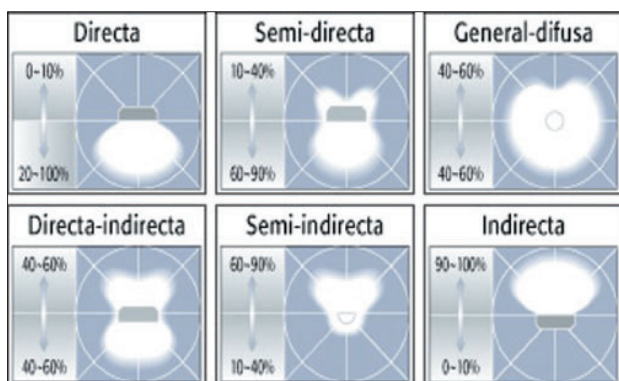 Directa
0~10%
20~100%
Semi-directa
10~40%
60~90%
General-difusa
40~60%
40~60%
Directa-indirecta
40~60%
40~60%
Semi-indirecta
60~90%
10~40%
Indirecta
90~100%
0~10%